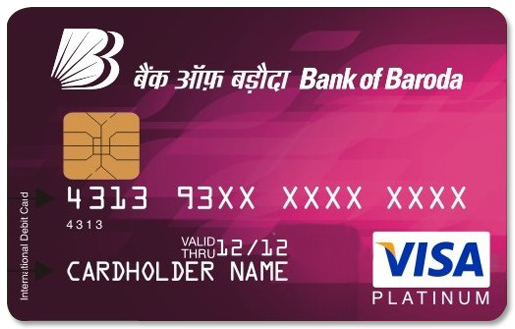 बैंक ऑफ़ बड़ौदा Bank of Baroda
4313 93XX XXXX XXXX
4313
International Debit Card
VALID THRU 12/12
CARDHOLDER NAME
VISA
PLATINUM